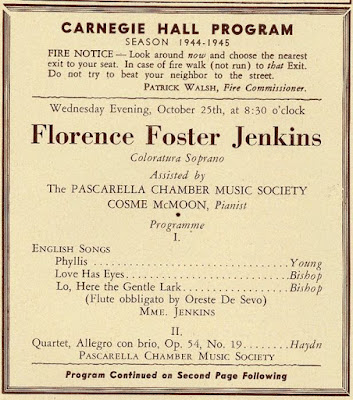 CARNEGIE HALL PROGRAM
SEASON 1944-1945
FIRE NOTICE — Look around now and choose the nearest
exit to your seat. In case of fire walk (not run) to that Exit.
Do not try to beat your neighbor to the street.
PATRICK WALSH, Fire Commissioner.
Wednesday Evening, October 25th, at 8:30 o'clock
Florence Foster Jenkins
Coloratura Soprano
Assisted by
The PASCARELLA CHAMBER MUSIC SOCIETY
COSME McMOON, Pianist
•
Programme
I.
ENGLISH SONGS
Phyllis ........................................ Young
Love Has Eyes.................................Bishop
Lo, Here the Gentle Lark......................Bishop
(Flute obbligato by Oreste De Sevo)
MME. JENKINS
II.
Quartet, Allegro con brio, Op. 54, No. 19.......Haydn
PASCARELLA CHAMBER MUSIC SOCIETY
Program Continued on Second Page Following